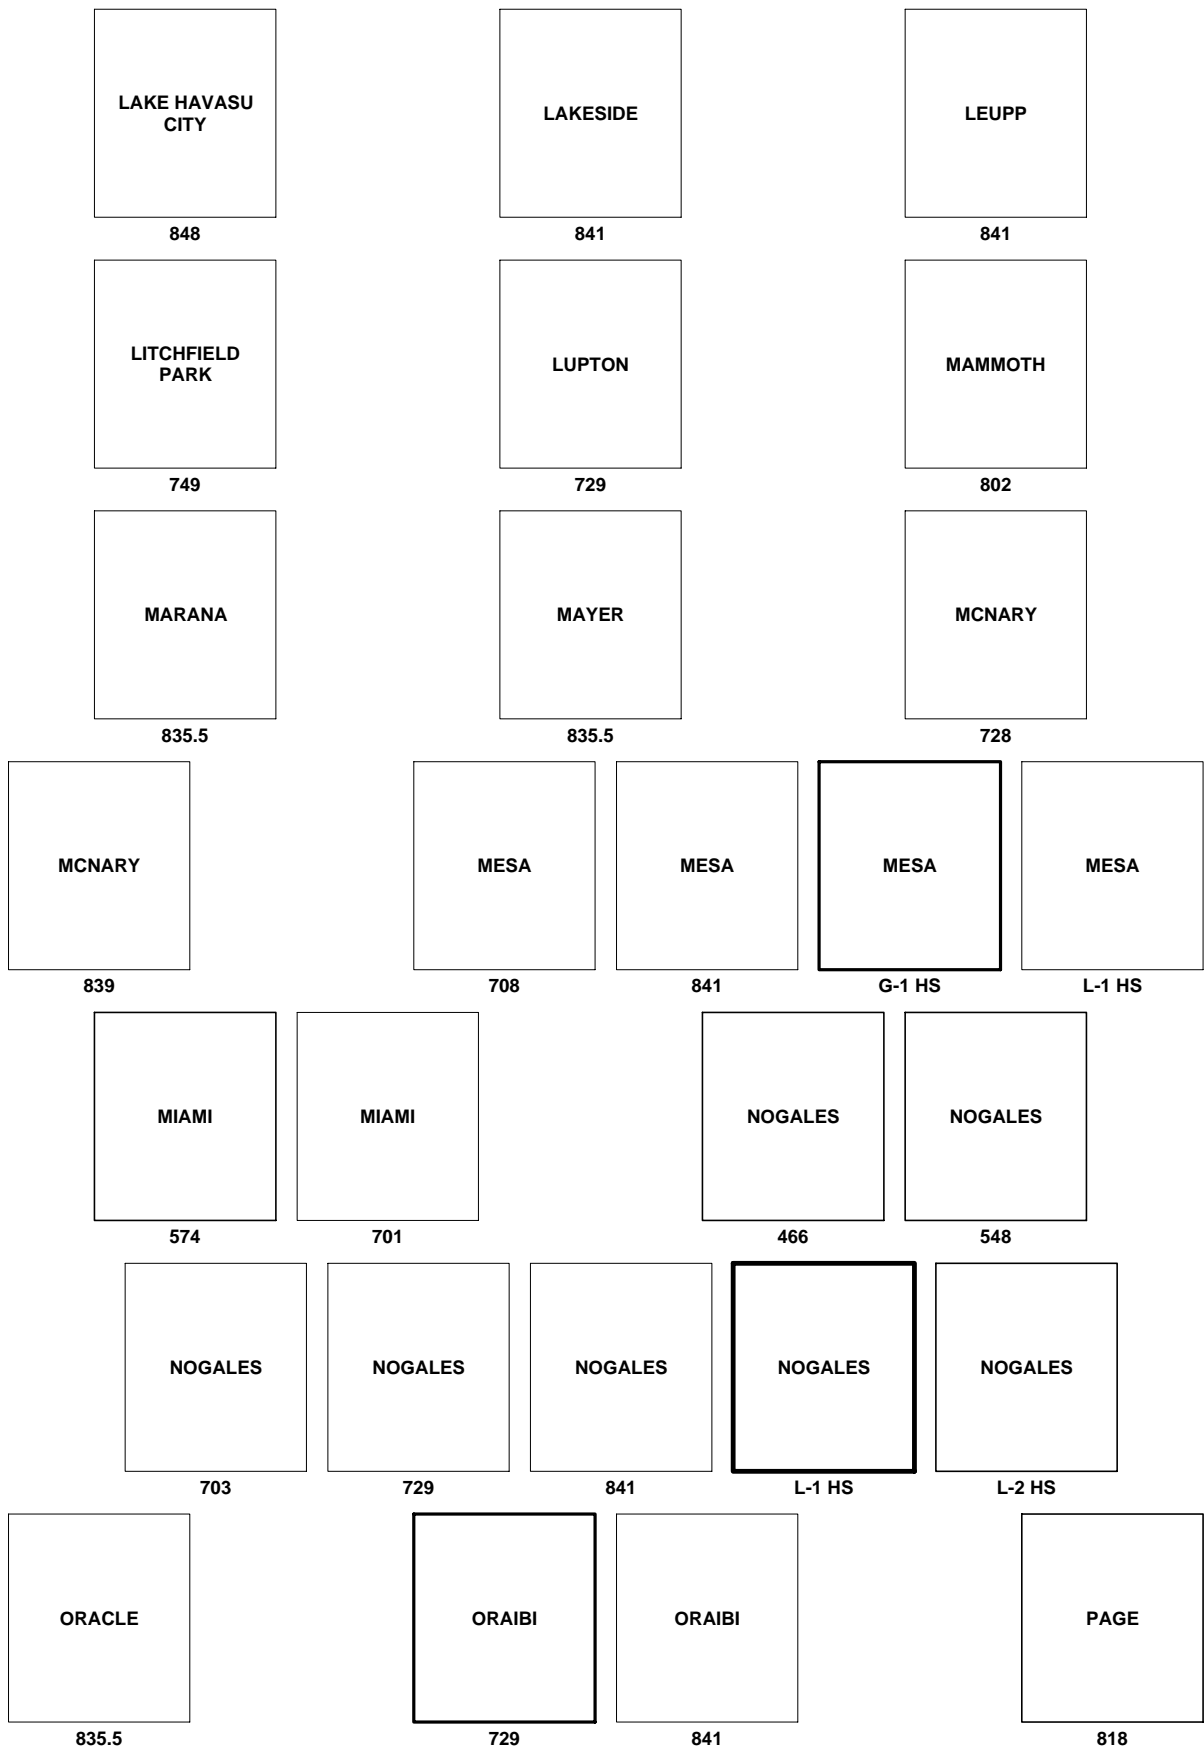 LAKE HAVASU
CITY
LAKESIDE
LEUPP
848
841
841
LITCHFIELD
PARK
LUPTON
MAMMOTH
749
729
802
MARANA
MAYER
MCNARY
835.5
835.5
728
MCNARY
MESA
MESA
MESA
MESA
839
708
841
G-1 HS
L-1 HS
MIAMI
MIAMI
NOGALES
NOGALES
574
701
466
548
NOGALES
NOGALES
NOGALES
NOGALES
NOGALES
703
729
841
L-1 HS
L-2 HS
ORACLE
ORAIBI
ORAIBI
PAGE
835.5
729
841
818